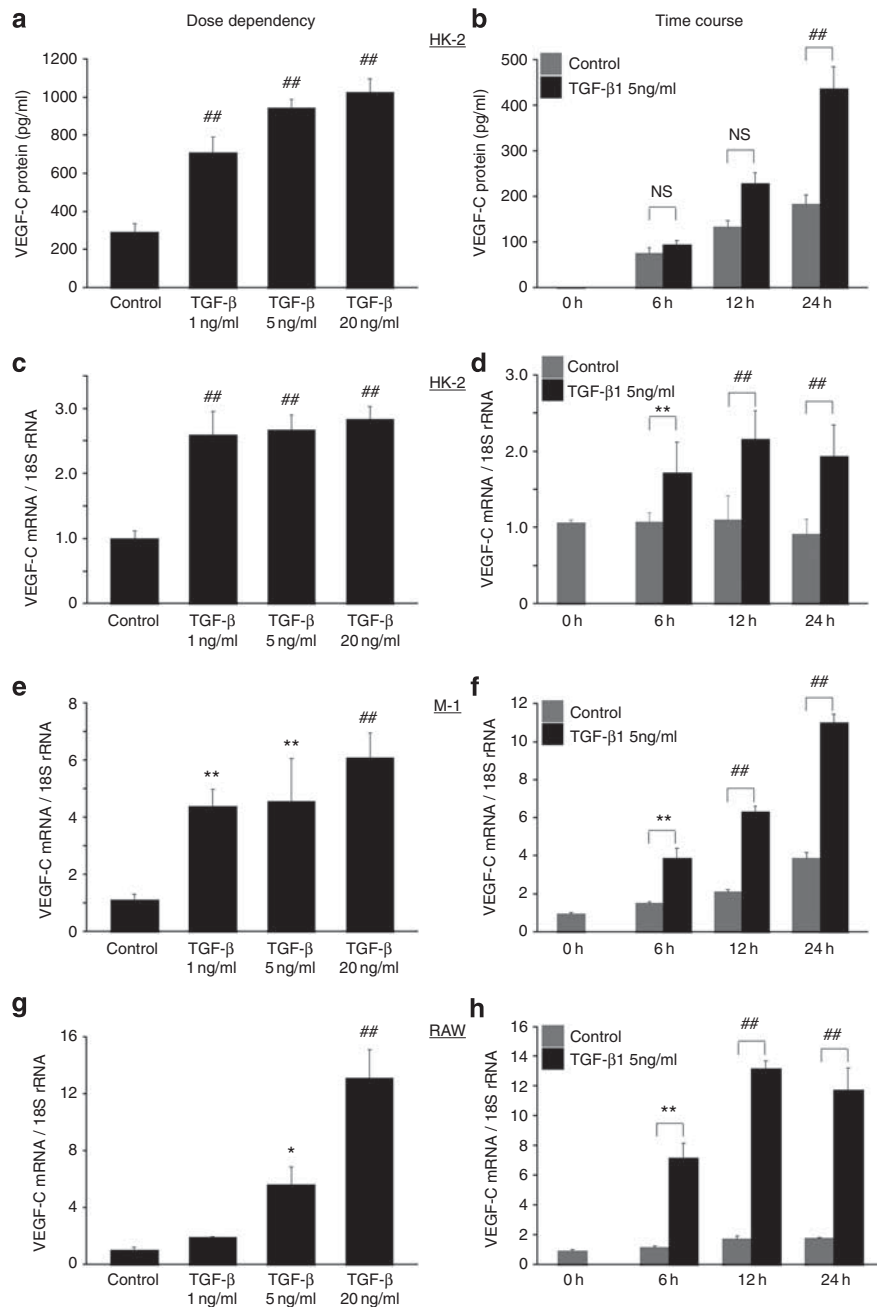 a
Dose dependency
HK-2
1200
1000
800
600
400
200
0
VEGF-C protein (pg/ml)
##
##
##
Control
TGF-β
1 ng/ml
TGF-β
5 ng/ml
TGF-β
20 ng/ml
b
Time course
Control
TGF-β1 5ng/ml
500
400
300
200
100
0
VEGF-C protein (pg/ml)
NS
NS
##
0 h
6 h
12 h
24 h
c
HK-2
3.0
2.0
1.0
0
VEGF-C mRNA / 18S rRNA
##
##
##
Control
TGF-β
1 ng/ml
TGF-β
5 ng/ml
TGF-β
20 ng/ml
d
Control
TGF-β1 5ng/ml
3.0
2.0
1.0
0
VEGF-C mRNA / 18S rRNA
**
##
##
0 h
6 h
12 h
24 h
e
M-1
8
6
4
2
0
VEGF-C mRNA / 18S rRNA
**
**
##
Control
TGF-β
1 ng/ml
TGF-β
5 ng/ml
TGF-β
20 ng/ml
f
Control
TGF-β1 5ng/ml
12
10
8
6
4
2
0
VEGF-C mRNA / 18S rRNA
**
##
##
0 h
6 h
12 h
24 h
g
RAW
16
12
8
4
0
VEGF-C mRNA / 18S rRNA
*
##
Control
TGF-β
1 ng/ml
TGF-β
5 ng/ml
TGF-β
20 ng/ml
h
Control
TGF-β1 5ng/ml
16
14
12
10
8
6
4
2
0
VEGF-C mRNA / 18S rRNA
**
##
##
0 h
6 h
12 h
24 h